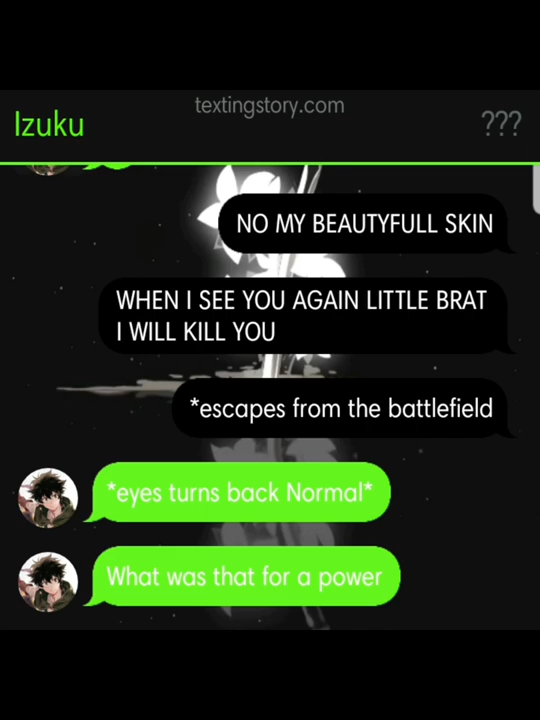 textingstory.com
Izuku
???
NO MY BEAUTYFULL SKIN
WHEN I SEE YOU AGAIN LITTLE BRAT
I WILL KILL YOU
*escapes from the battlefield
*eyes turns back Normal*
What was that for a power